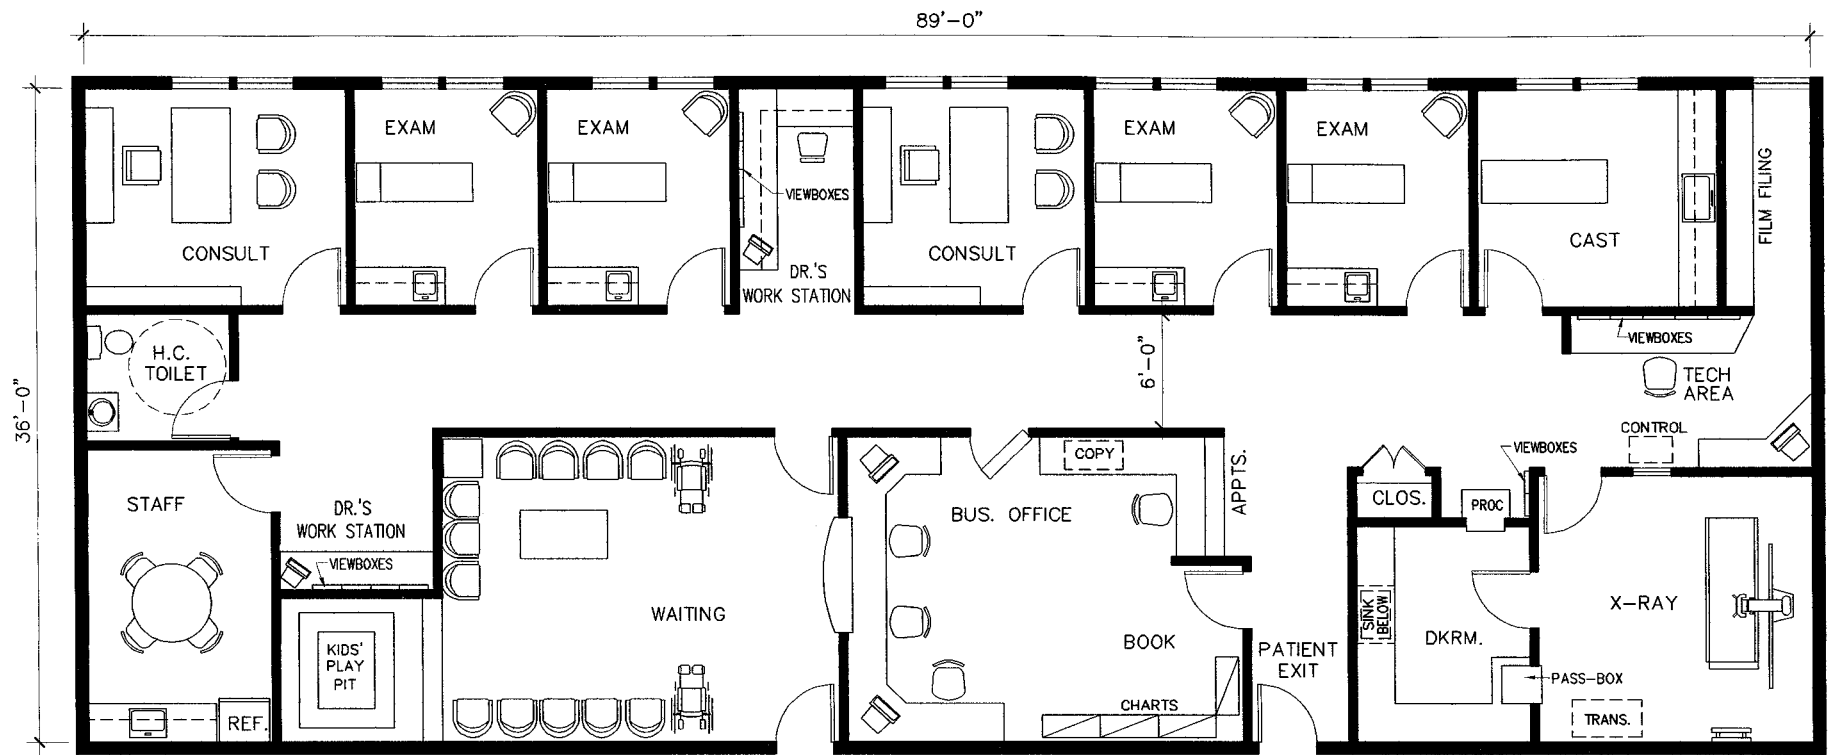 89'-0"
36'-0"
EXAM
EXAM
EXAM
EXAM
VIEWBOXES
FILM FILING
CONSULT
CONSULT
CAST
DR.'S
WORK STATION
6'-0"
VIEWBOXES
H.C.
TOILET
TECH
AREA
CONTROL
VIEWBOXES
COPY
APPTS.
STAFF
DR.'S
WORK STATION
BUS. OFFICE
CLOS.
PROC
VIEWBOXES
WAITING
X-RAY
SINK
BELOW
KIDS'
PLAY
PIT
BOOK
PATIENT
EXIT
DKRM.
PASS-BOX
CHARTS
REF.
TRANS.